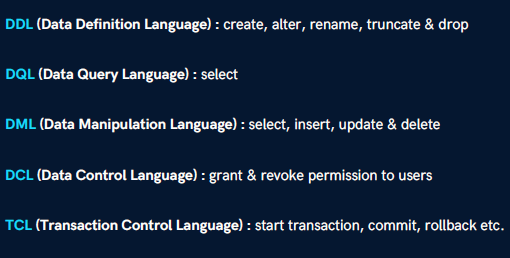 DDL (Data Definition Language) : create, alter, rename, truncate & drop
DQL (Data Query Language) : select
DML (Data Manipulation Language) : select, insert, update & delete
DCL (Data Control Language) : grant & revoke permission to users
TCL (Transaction Control Language) : start transaction, commit, rollback etc.